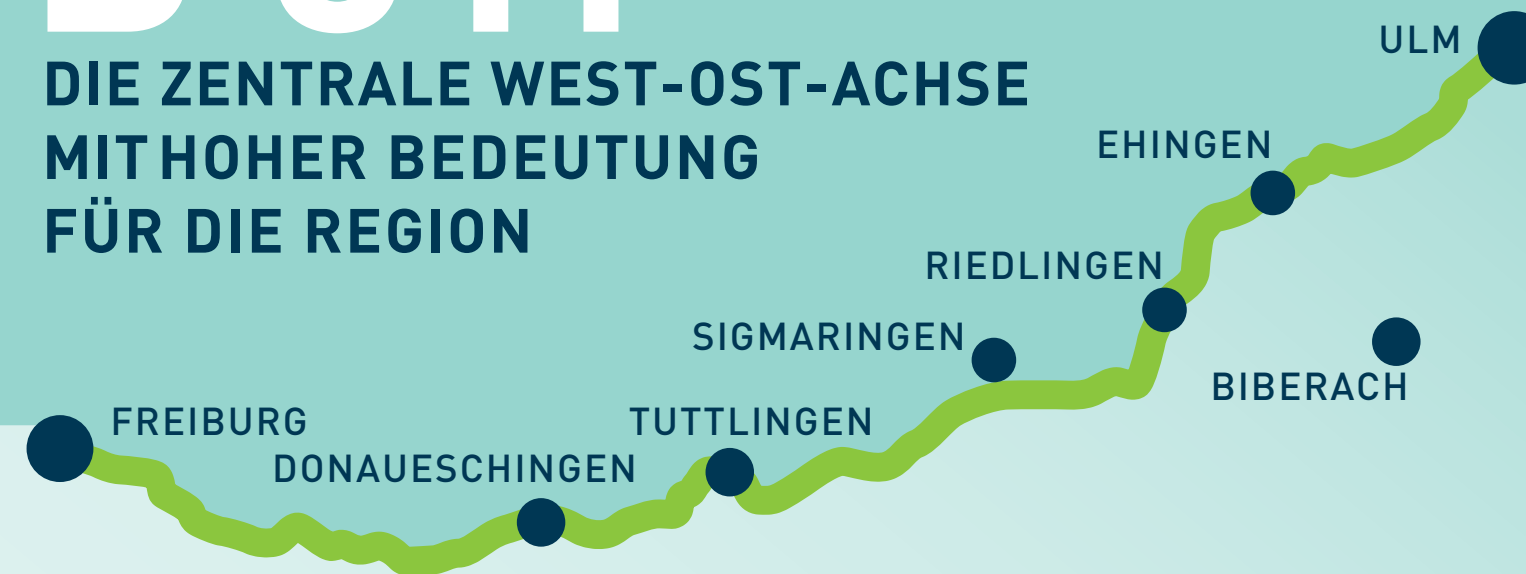 DIE ZENTRALE WEST-OST-ACHSE
MIT HOHER BEDEUTUNG
FÜR DIE REGION
ULM
EHINGEN
RIEDLINGEN
SIGMARINGEN
BIBERACH
FREIBURG
TUTTLINGEN
DONAUESCHINGEN